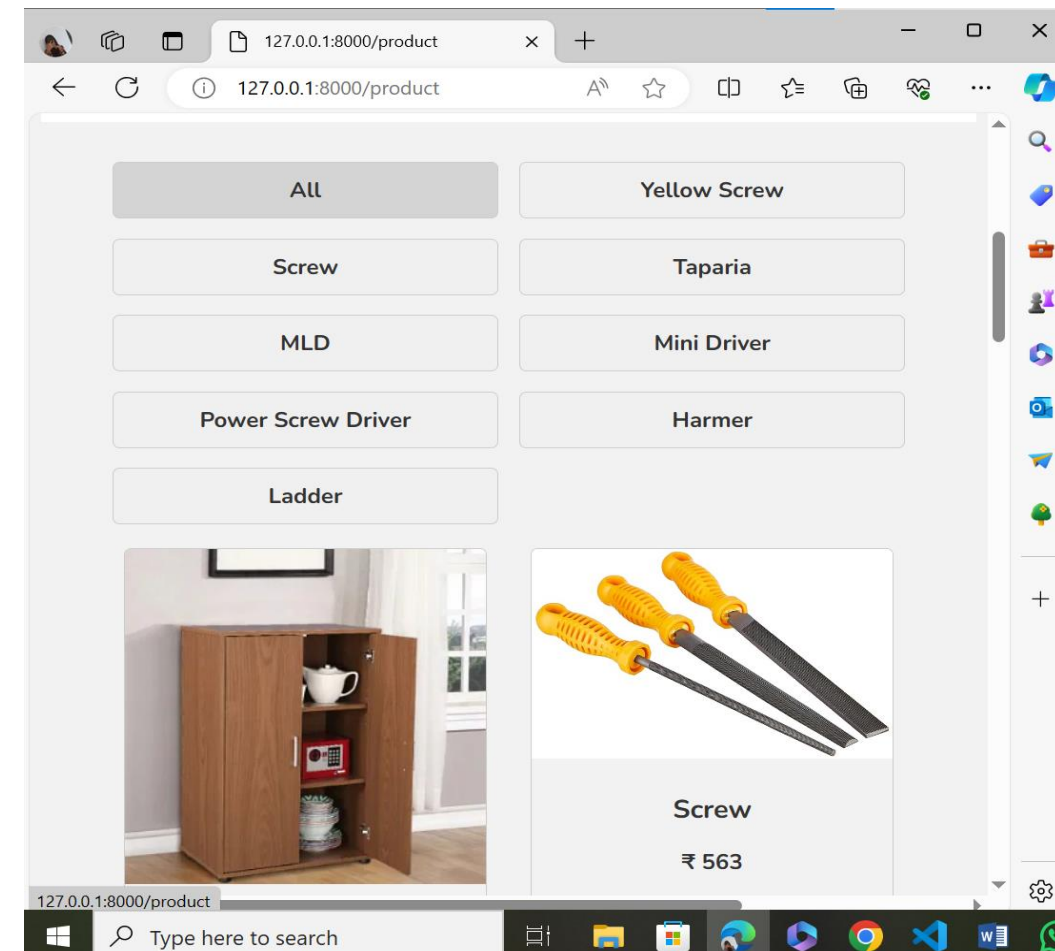 127.0.0.1:8000/product
127.0.0.1:8000/product
All
Yellow Screw
Screw
Taparia
MLD
Mini Driver
Power Screw Driver
Harmer
Ladder
Screw
₹ 563
127.0.0.1:8000/product
Type here to search